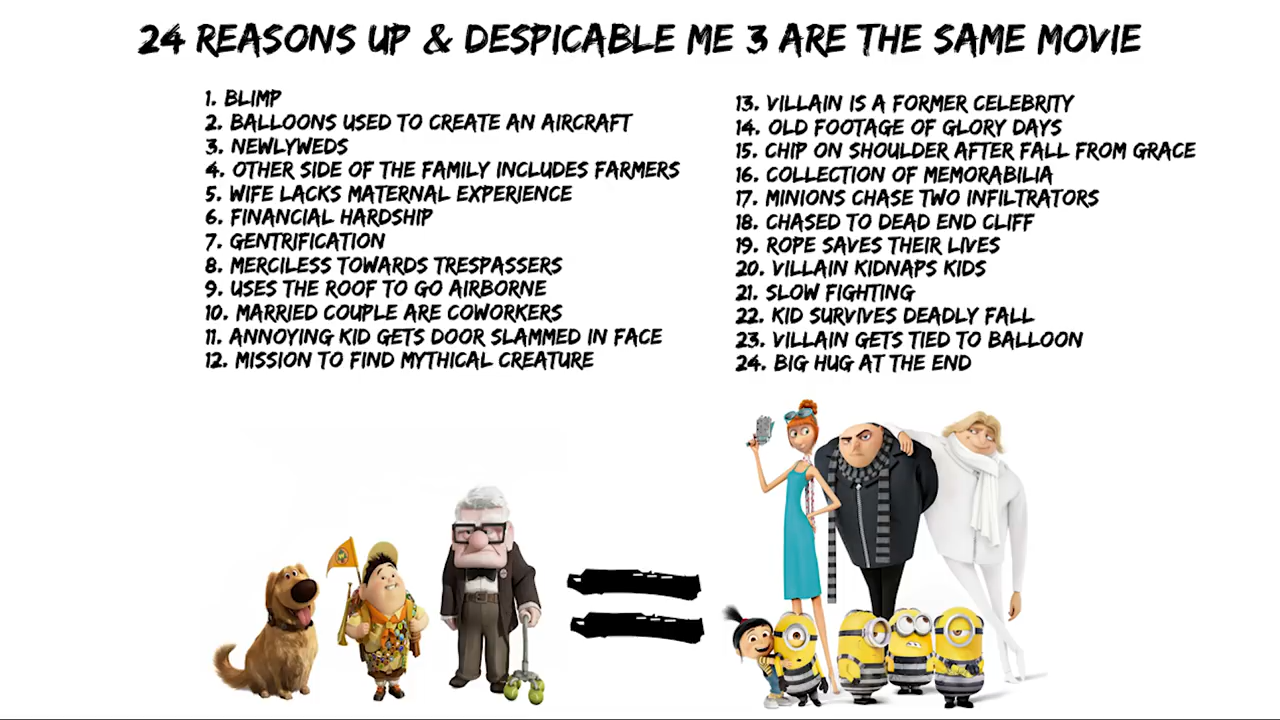 24 REASONS UP & DESPICABLE ME 3 ARE THE SAME MOVIE
1. BLIMP
2. BALLOONS USED TO CREATE AN AIRCRAFT
3. NEWLYWEDS
4. OTHER SIDE OF THE FAMILY INCLUDES FARMERS
5. WIFE LACKS MATERNAL EXPERIENCE
6. FINANCIAL HARDSHIP
7. GENTRIFICATION
8. MERCILESS TOWARDS TRESPASSERS
9. USES THE ROOF TO GO AIRBORNE
10. MARRIED COUPLE ARE COWORKERS
11. ANNOYING KID GETS DOOR SLAMMED IN FACE
12. MISSION TO FIND MYTHICAL CREATURE
13. VILLAIN IS A FORMER CELEBRITY
14. OLD FOOTAGE OF GLORY DAYS
15. CHIP ON SHOULDER AFTER FALL FROM GRACE
16. COLLECTION OF MEMORABILIA
17. MINIONS CHASE TWO INFILTRATORS
18. CHASED TO DEAD END CLIFF
19. ROPE SAVES THEIR LIVES
20. VILLAIN KIDNAPS KIDS
21. SLOW FIGHTING
22. KID SURVIVES DEADLY FALL
23. VILLAIN GETS TIED TO BALLOON
24. BIG HUG AT THE END